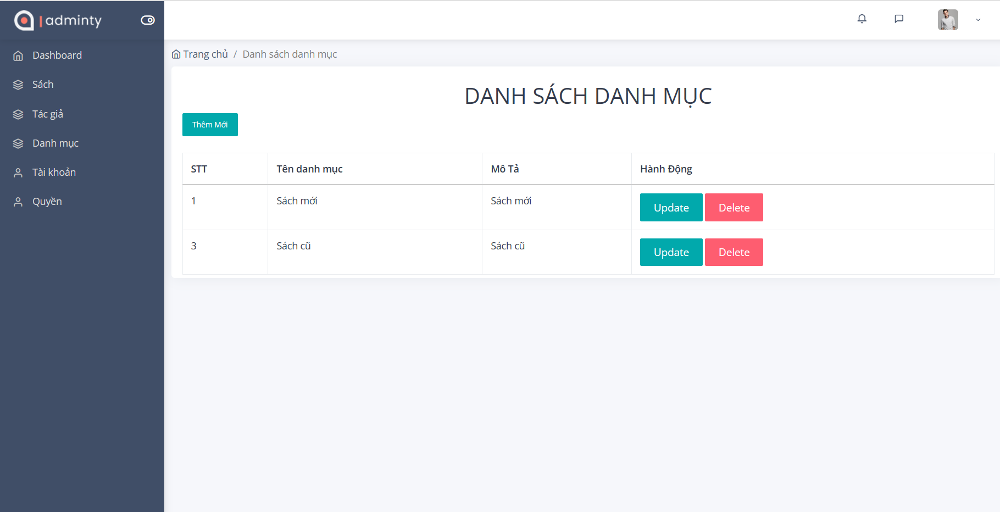 adminty
Dashboard
Sách
Tác giả
Danh mục
Tài khoản
Quyền
Trang chủ / Danh sách danh mục
DANH SÁCH DANH MỤC
Thêm Mới
STT Tên danh mục Mô Tả Hành Động
1 Sách mới Sách mới Update Delete
3 Sách cũ Sách cũ Update Delete